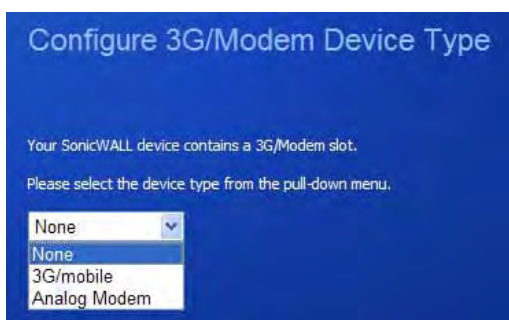 Configure 3G/Modem Device Type
Your SonicWALL device contains a 3G/Modem slot.
Please select the device type from the pull-down menu.
None
None
3G/mobile
Analog Modem